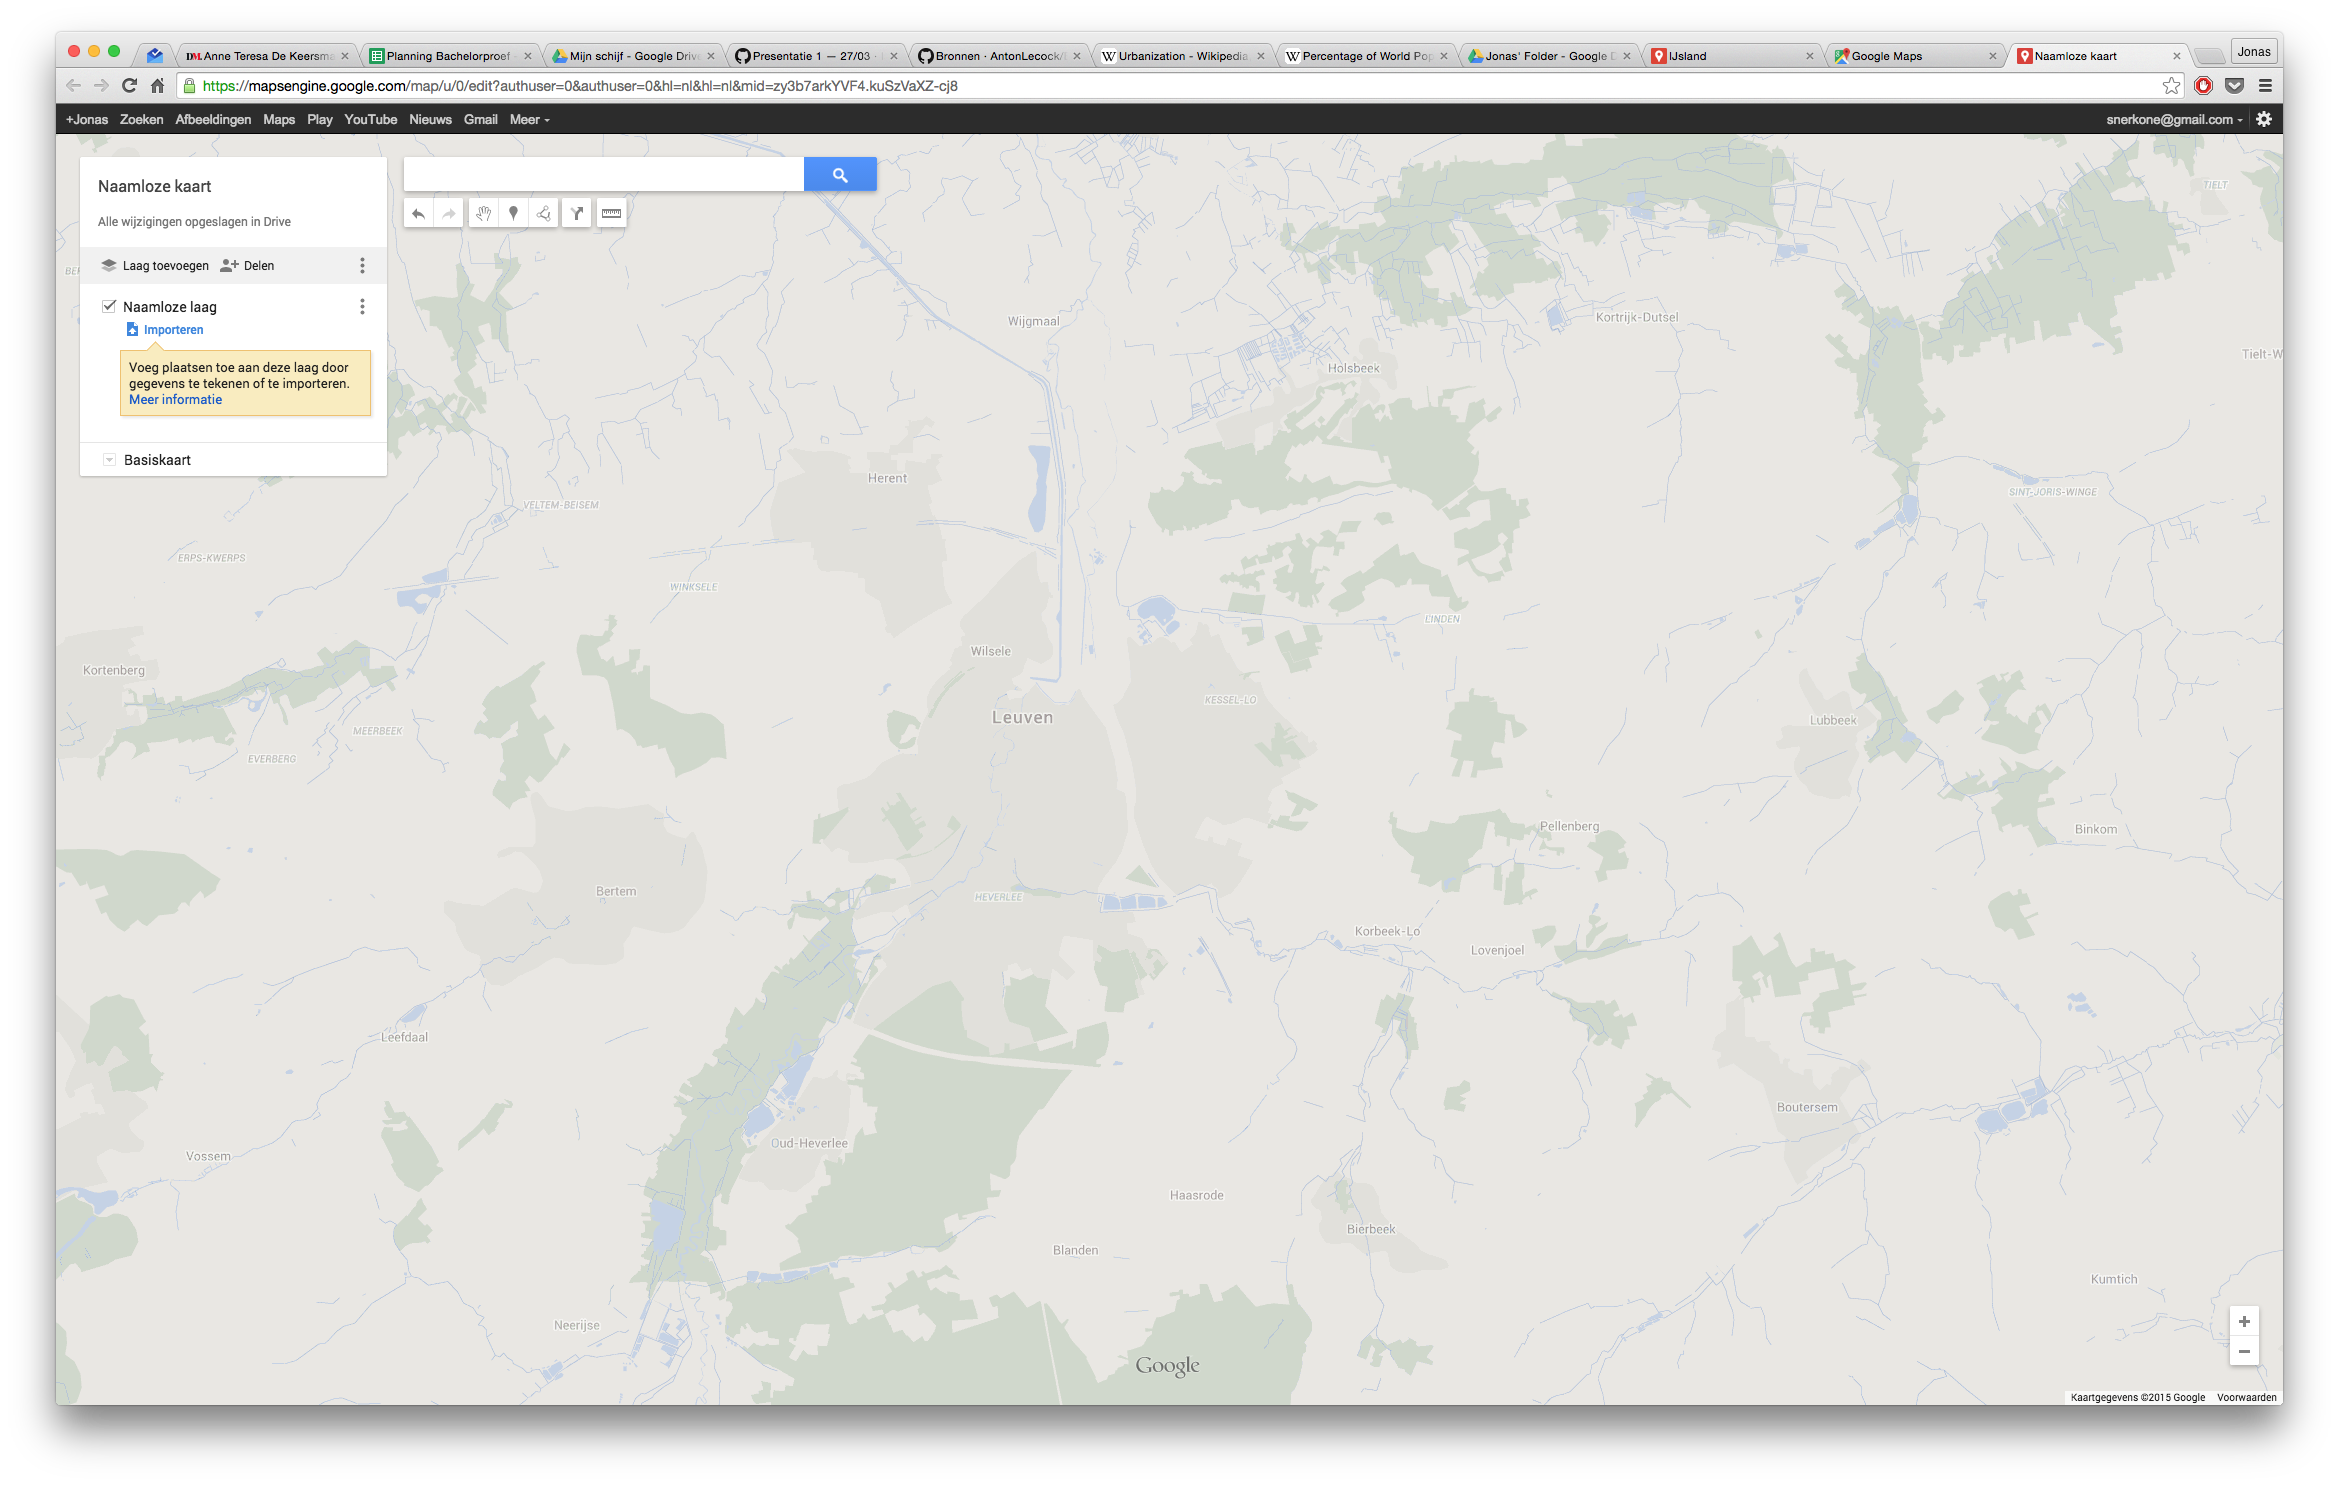 Anne Teresa De Keersma
Planning Bachelorproef
Mijn schijf - Google Drive
Presentatie 1 — 27/03
Bronnen · AntonLecock/
Urbanization - Wikipedia
Percentage of World Pop
Jonas' Folder - Google D
IJsland
Google Maps
Naamloze kaart
Jonas
https://mapsengine.google.com/map/u/0/edit?authuser=0&authuser=0&hl=nl&hl=nl&mid=zy3b7arkYVF4.kuSzVaXZ-cj8
+Jonas Zoeken Afbeeldingen Maps Play YouTube Nieuws Gmail Meer
snerkone@gmail.com
Naamloze kaart
Alle wijzigingen opgeslagen in Drive
Laag toevoegen Delen
Naamloze laag
Importeren
Voeg plaatsen toe aan deze laag door
gegevens te tekenen of te importeren.
Meer informatie
Basiskaart
TIELT
Wijgmaal
Kortrijk-Dutsel
Tielt-W
Holsbeek
Herent
SINT-JORIS-WINGE
VELTEM-BEISEM
ERPS-KWERPS
WINKSELE
LINDEN
Wilsele
Kortenberg
KESSEL-LO
Leuven
Lubbeek
MEERBEEK
EVERBERG
Pellenberg
Binkom
Bertem
HEVERLEE
Korbeek-Lo
Lovenjoel
Leefdaal
Boutersem
Oud-Heverlee
Vossem
Haasrode
Bierbeek
Blanden
Kumtich
Neerijse
Google
Kaartgegevens ©2015 Google Voorwaarden